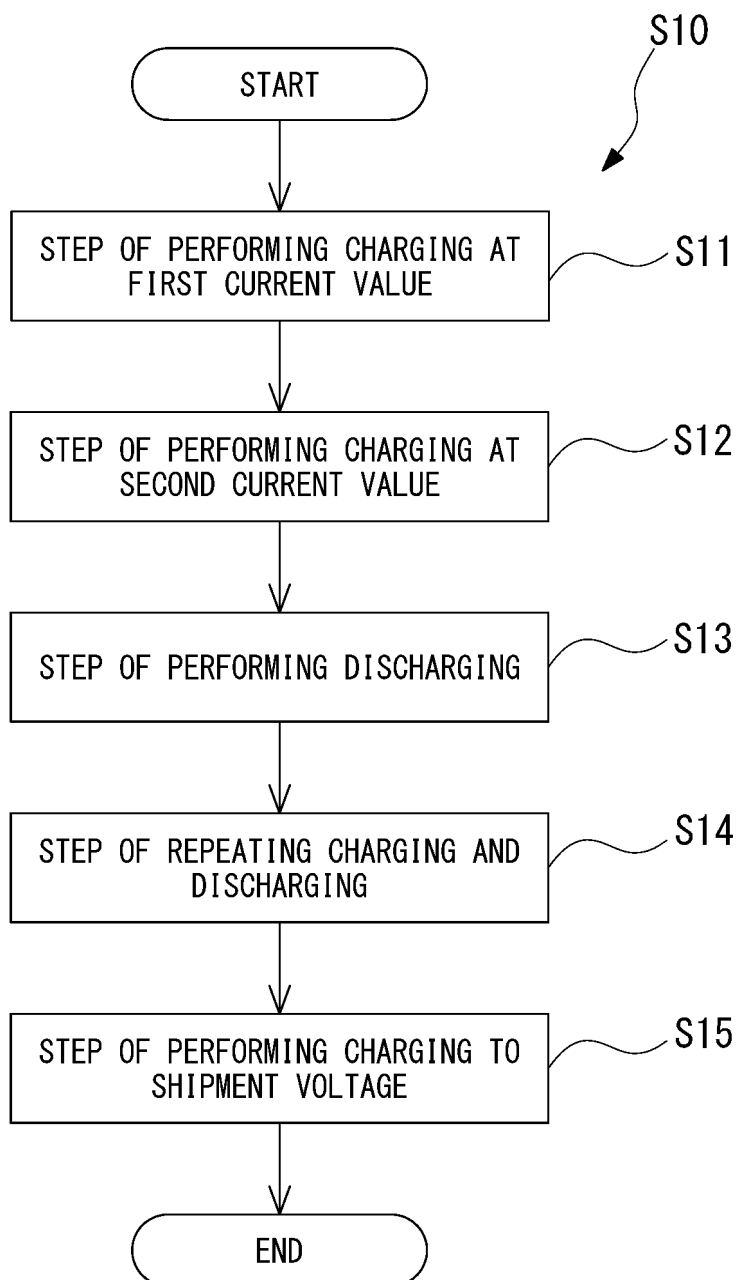 S10
START
STEP OF PERFORMING CHARGING AT
FIRST CURRENT VALUE
S11
STEP OF PERFORMING CHARGING AT
SECOND CURRENT VALUE
S12
STEP OF PERFORMING DISCHARGING
S13
STEP OF REPEATING CHARGING AND
DISCHARGING
S14
STEP OF PERFORMING CHARGING TO
SHIPMENT VOLTAGE
S15
END